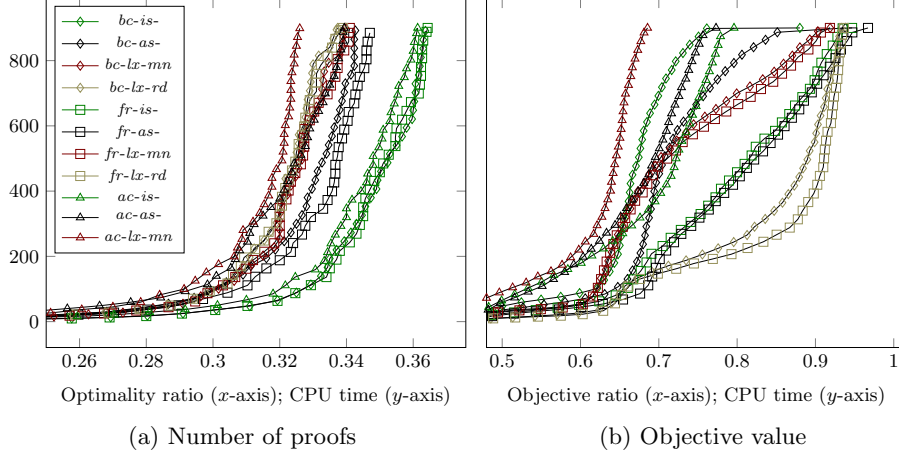 bc-is-
bc-as-
bc-lx-mn
bc-lx-rd
fr-is-
fr-as-
fr-lx-mn
fr-lx-rd
ac-is-
ac-as-
ac-lx-mn
800
600
400
200
0
0.26 0.28 0.3 0.32 0.34 0.36
Optimality ratio (x-axis); CPU time (y-axis)
(a) Number of proofs
0.5 0.6 0.7 0.8 0.9 1
Objective ratio (x-axis); CPU time (y-axis)
(b) Objective value